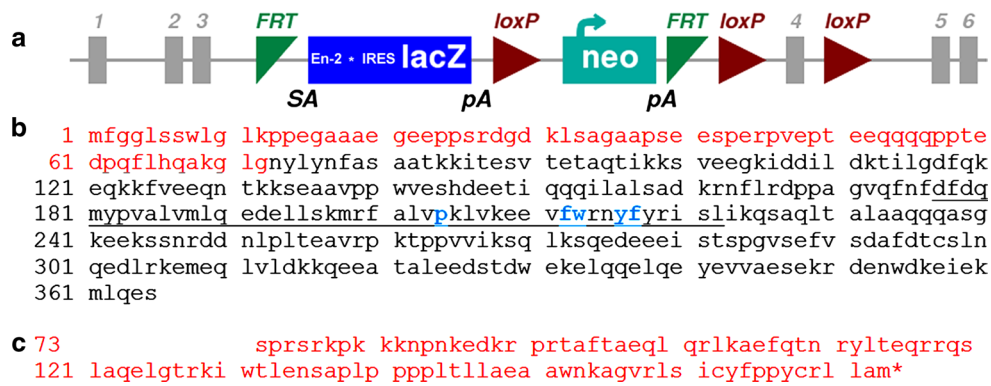 1 2 3 FRT loxP FRT loxP loxP 5 6
a En-2 * IRES lacZ neo 4
SA pA pA
b
1 mfgglsswlg lkppegaaae geeppsrdgd klsagaapse esperpvept eeqqqqppte
61 dpqflhqakg lgnylynfas aatkkitesv tetaqtikks veegkiddil dktilgdfqk
121 eqkkfveeqn tkkseaavpp wveshdeeti qqqilalsad krnflrdppa gvqfnfdfdq
181 mypvalvmlq edellskmrf alvpklvkee vfwrnyfyri slikqsaqlt alaaqqqasg
241 keekssnrdd nlplteavrp ktppvviksq lksqedeeei stspgvsefv sdafdtcsln
301 qedlrkemeq lvldkkqeea taleedstdw ekelqqelqe yevvaesekr denwdkeiek
361 mlqes
c 73 sprsrkpk kknpnkedkr prtaftaeql qrlkaefqtn rylteqrrqs
121 laqelgtrki wtlensaplp pppltllaea awnkagvrls icyfppycrl lam*